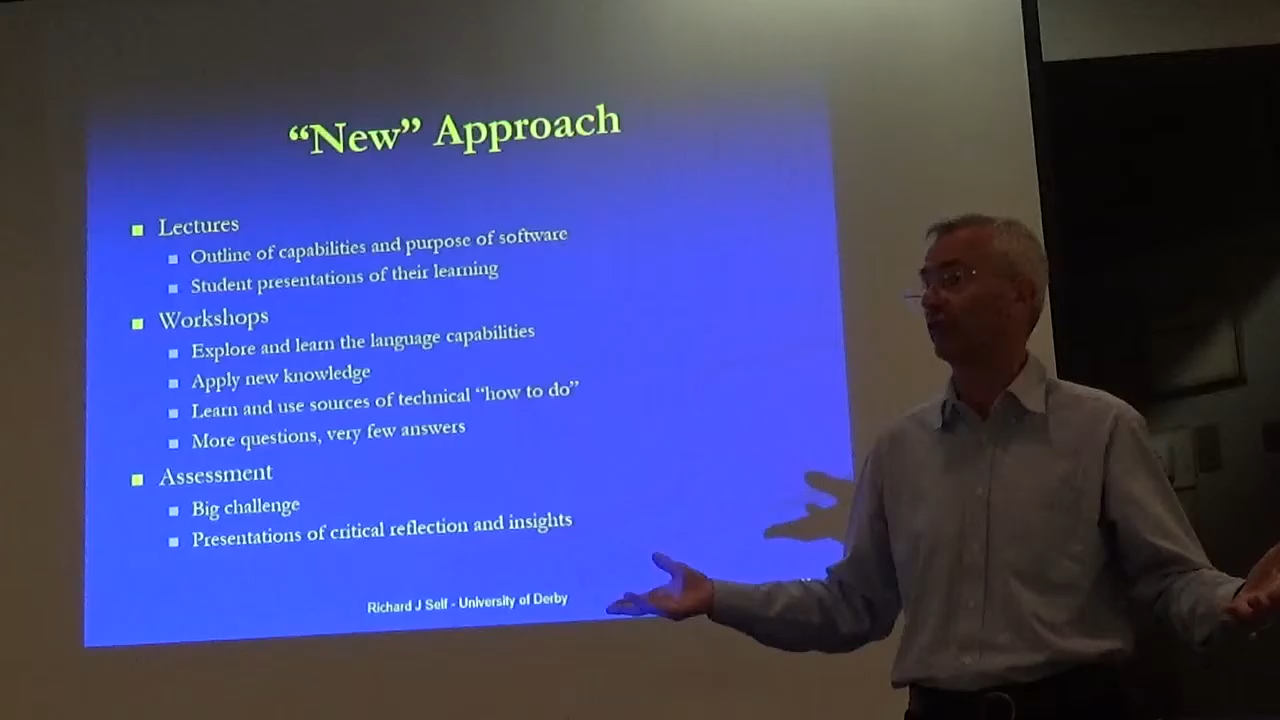 “New” Approach
Lectures
Outline of capabilities and purpose of software
Student presentations of their learning
Workshops
Explore and learn the language capabilities
Apply new knowledge
Learn and use sources of technical “how to do”
More questions, very few answers
Assessment
Big challenge
Presentations of critical reflection and insights
Richard J Self - University of Derby